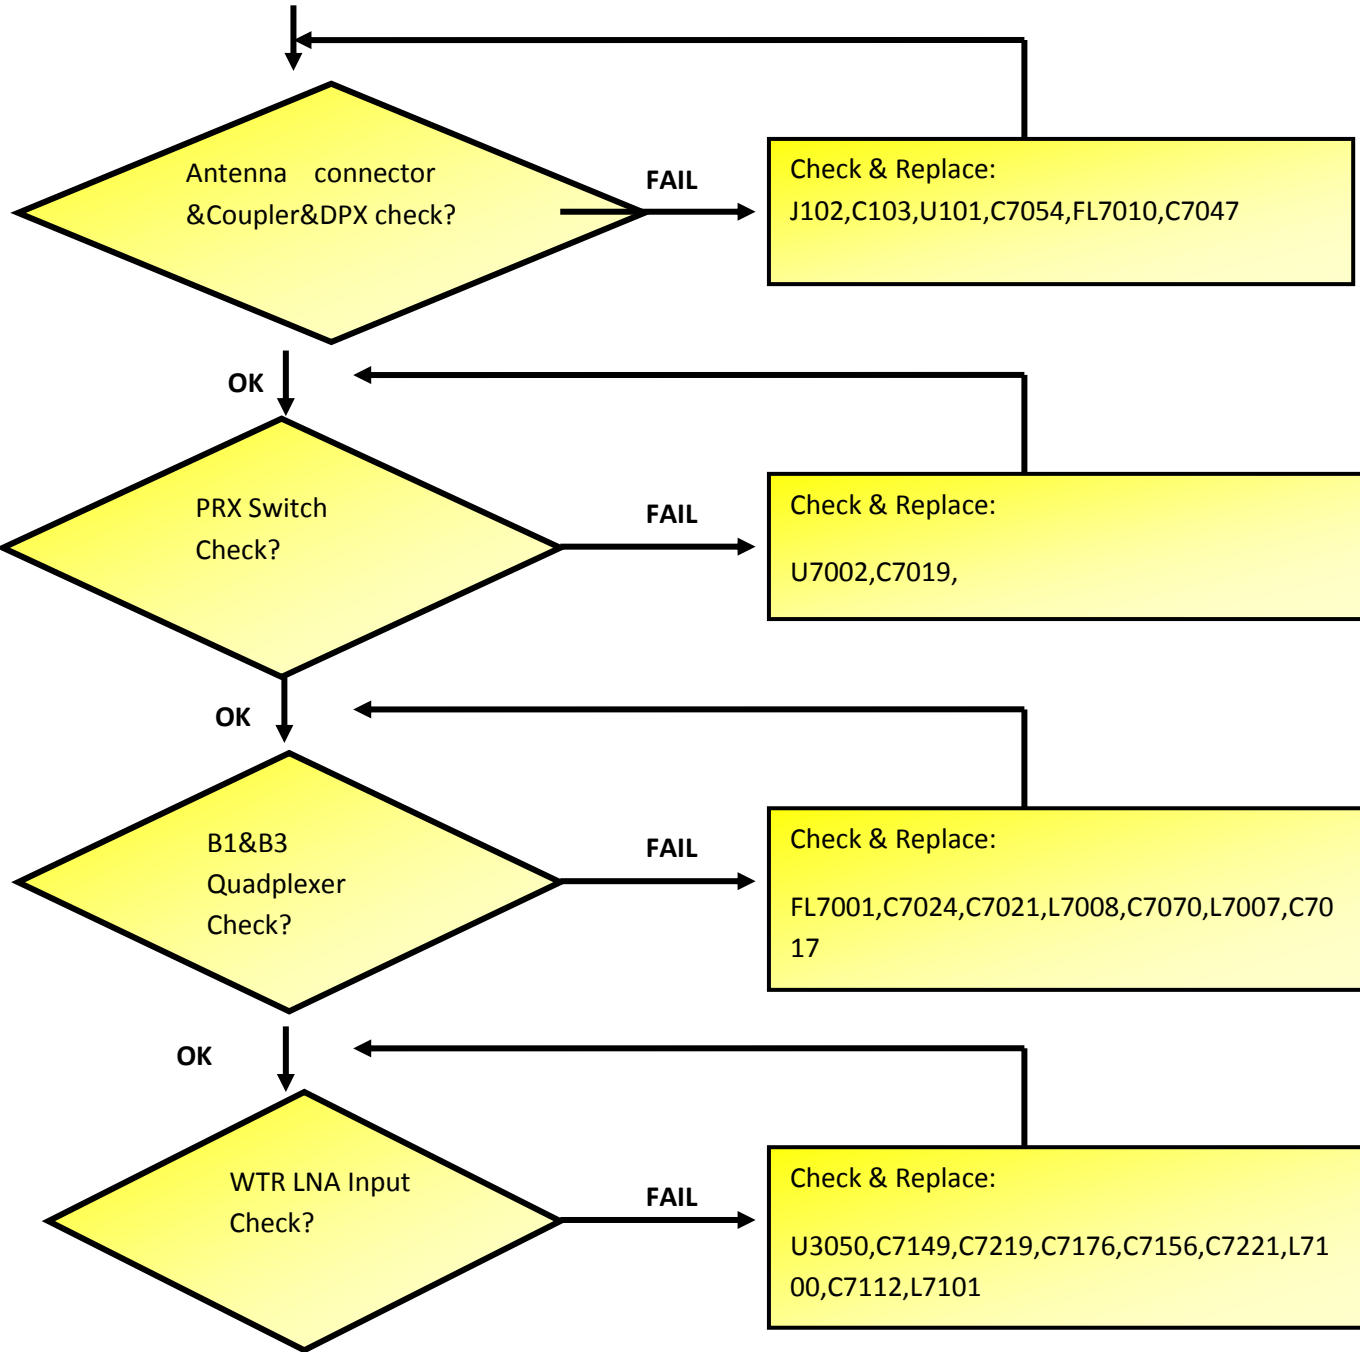 Antenna connector
&Coupler&DPX check?
FAIL
Check & Replace:
J102,C103,U101,C7054,FL7010,C7047
OK
PRX Switch
Check?
FAIL
Check & Replace:
U7002,C7019,
OK
B1&B3
Quadplexer
Check?
FAIL
Check & Replace:
FL7001,C7024,C7021,L7008,C7070,L7007,C70
17
OK
WTR LNA Input
Check?
FAIL
Check & Replace:
U3050,C7149,C7219,C7176,C7156,C7221,L71
00,C7112,L7101